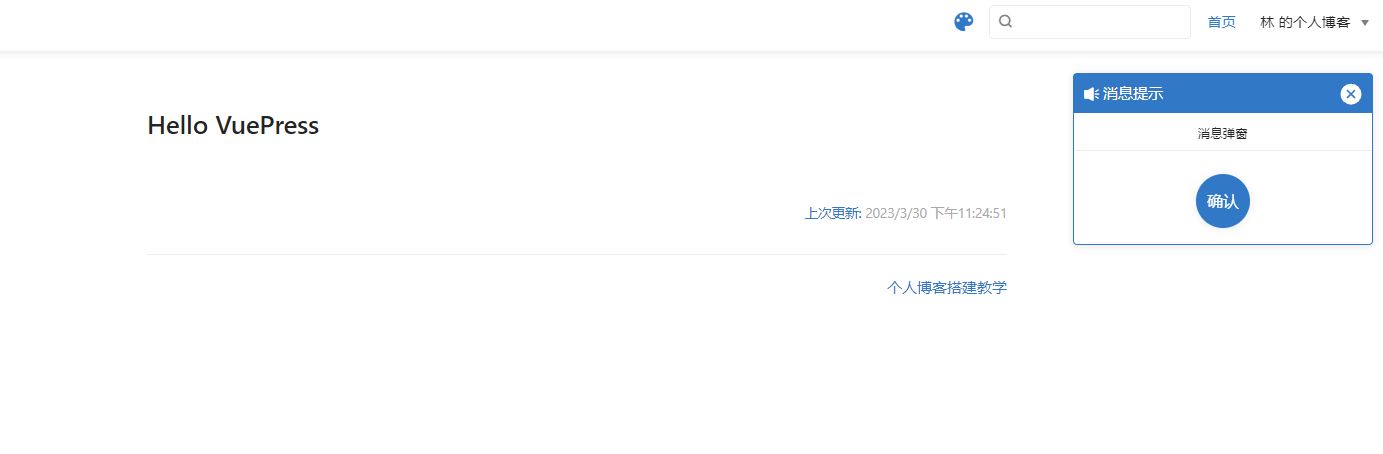 首页
林 的个人博客
消息提示
消息弹窗
确认
Hello VuePress
上次更新: 2023/3/30 下午11:24:51
个人博客搭建教学